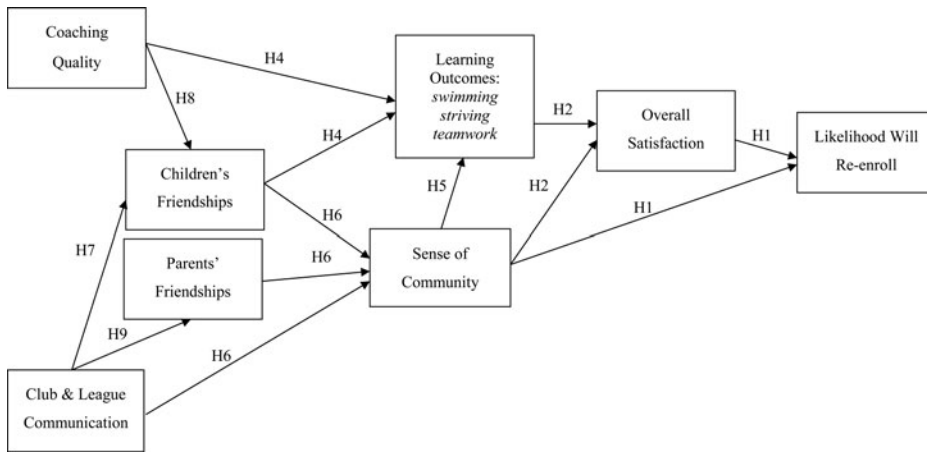 Coaching
Quality
H4
H8
Learning
Outcomes:
swimming
striving
teamwork
H2
Overall
Satisfaction
H1
Likelihood Will
Re-enroll
H4
Children's
Friendships
H5
H2
H1
H6
H7
Parents'
Friendships
H6
Sense of
Community
H9
H6
Club & League
Communication